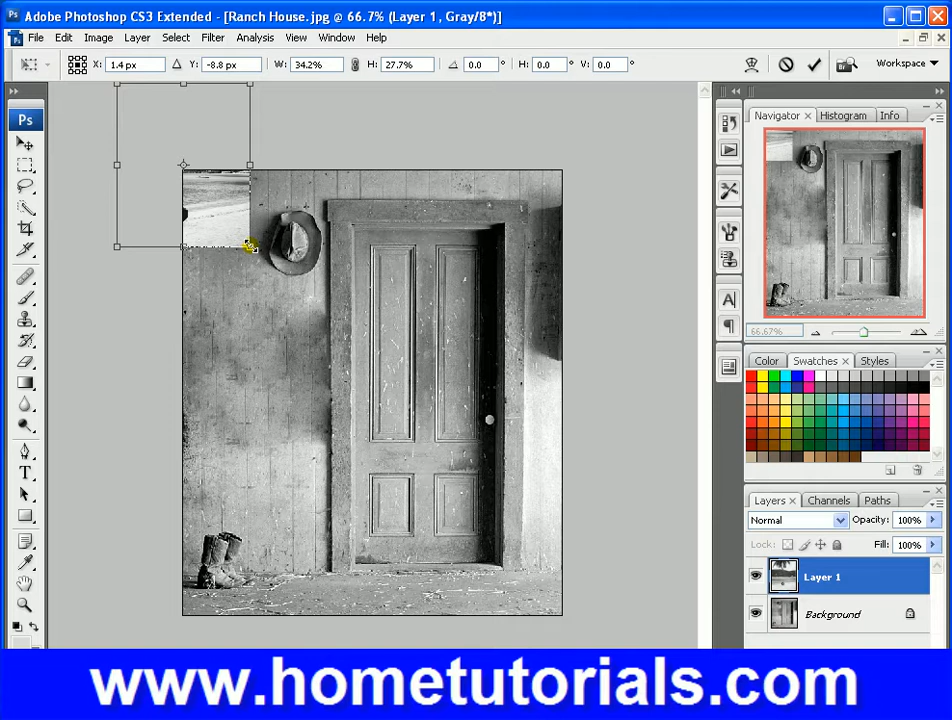 Adobe Photoshop CS3 Extended - [Ranch House.jpg @ 66.7% (Layer 1 , Gray/8*)]
File Edit Image Layer Select Filter Analysis View Window Help
X: 1.4 px Y: -8.8 px W: 34.2% H: 27.7% 0.0 ° H: 0.0 ° V: 0.0 ° Workspace
Ps
Navigator × Histogram Info
66.67%
Color Swatches × Styles
Layers × Channels Paths
Normal Opacity: 100%
Lock: Fill: 100%
Layer 1
Background
www.hometutorials.com